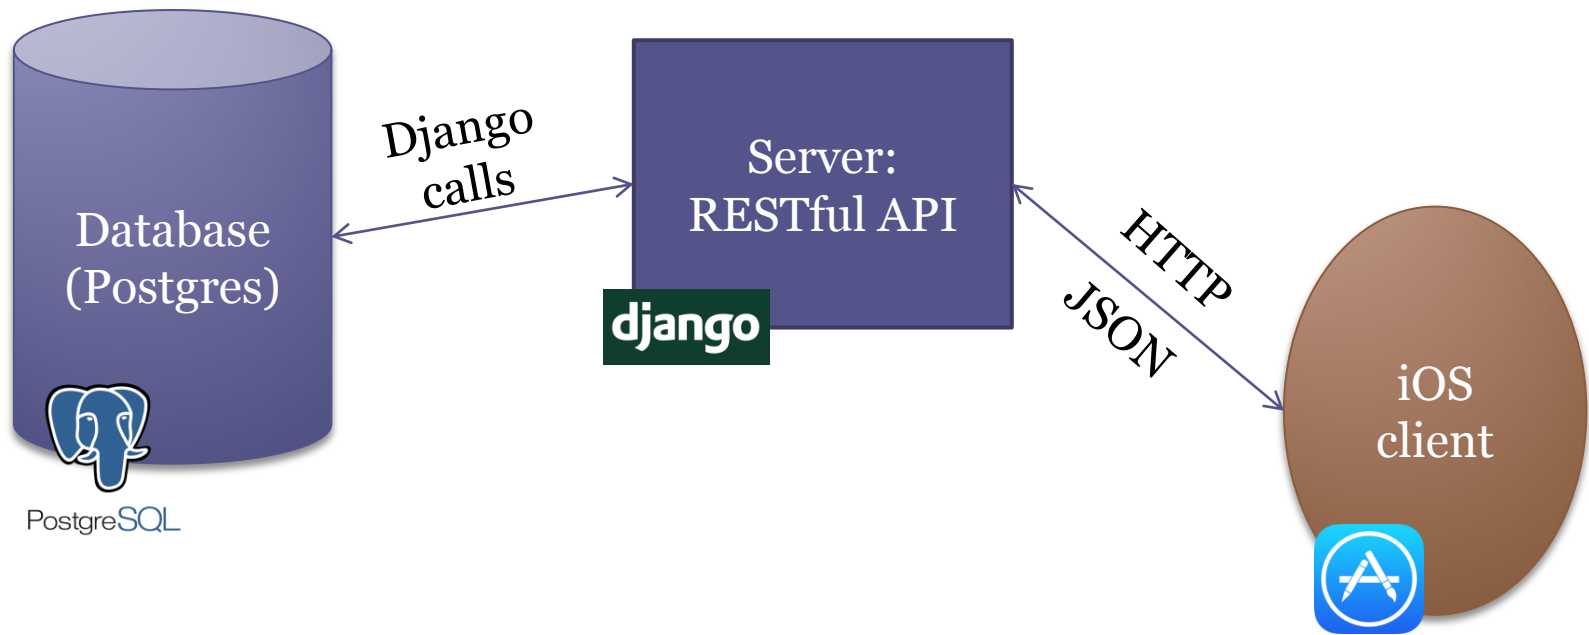 Database
(Postgres)
PostgreSQL
Django
calls
Server:
RESTful API
django
HTTP
JSON
iOS
client